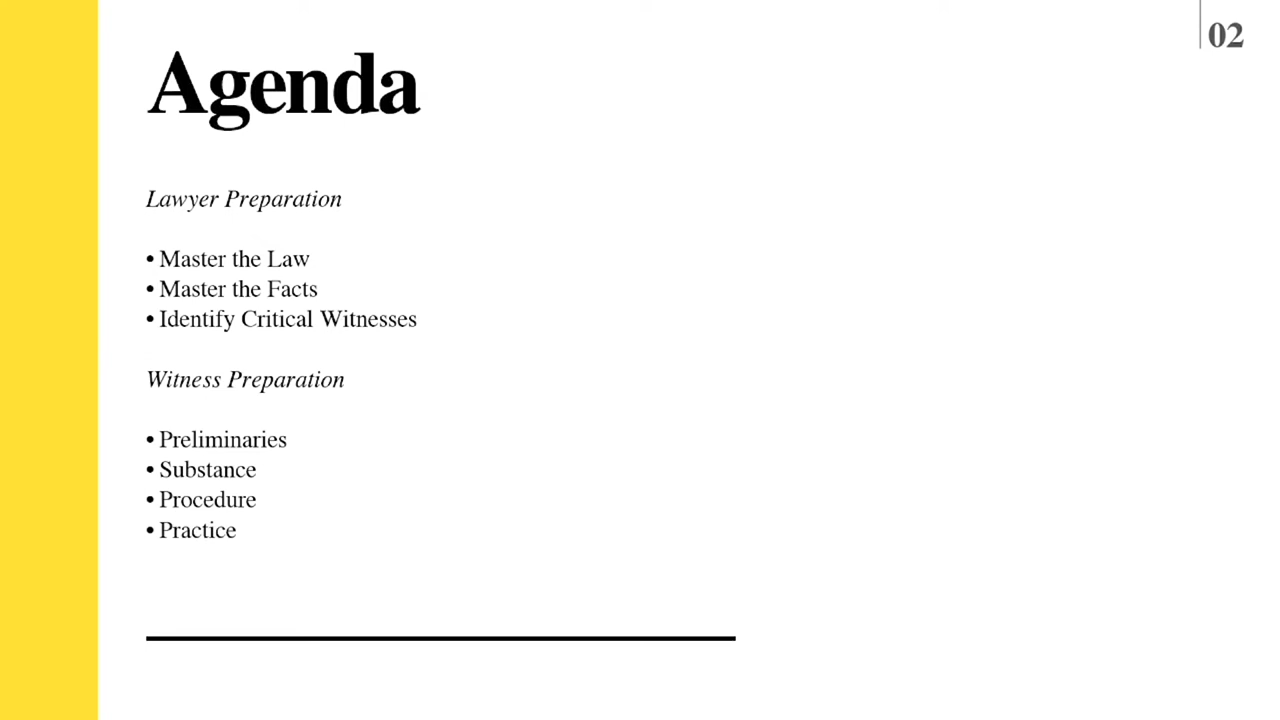 02
Agenda
Lawyer Preparation
• Master the Law
• Master the Facts
• Identify Critical Witnesses
Witness Preparation
• Preliminaries
• Substance
• Procedure
• Practice